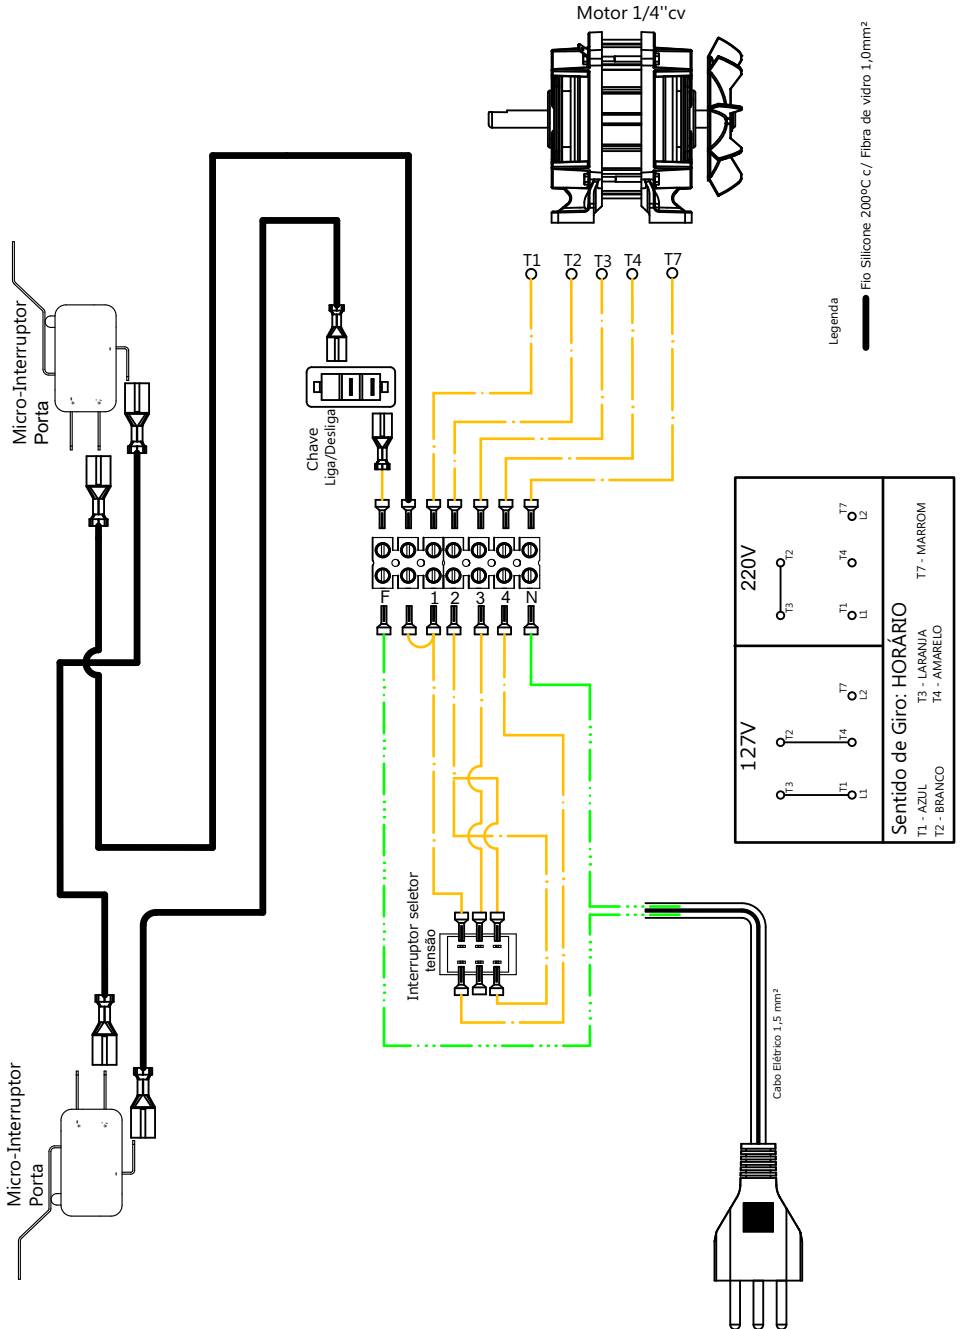 Motor 1/4''cv
T1
T2
T3
T4
T7
Legenda
Fio Silicone 200ºC c/ Fibra de vidro 1,0mm²
Micro-Interruptor
Porta
Chave
Liga/Desliga
F
1
2
3
4
N
Interruptor seletor
tensão
Micro-Interruptor
Porta
Cabo Elétrico 1,5 mm²
127V
T3
T2
T1
T4
T7
L1
L2
220V
T3
T2
T1
T4
T7
L1
L2
Sentido de Giro: HORÁRIO
T1 - AZUL
T3 - LARANJA
T7 - MARROM
T2 - BRANCO
T4 - AMARELO